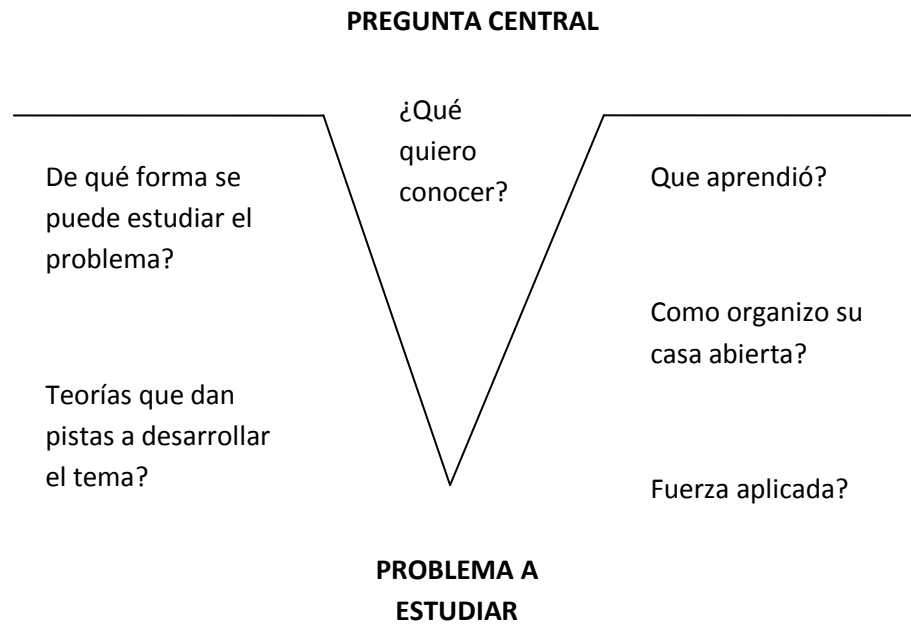 PREGUNTA CENTRAL
¿Qué
quiero
conocer?
De qué forma se
puede estudiar el
problema?
Teorías que dan
pistas a desarrollar
el tema?
Que aprendió?
Como organizo su
casa abierta?
Fuerza aplicada?
PROBLEMA A
ESTUDIAR